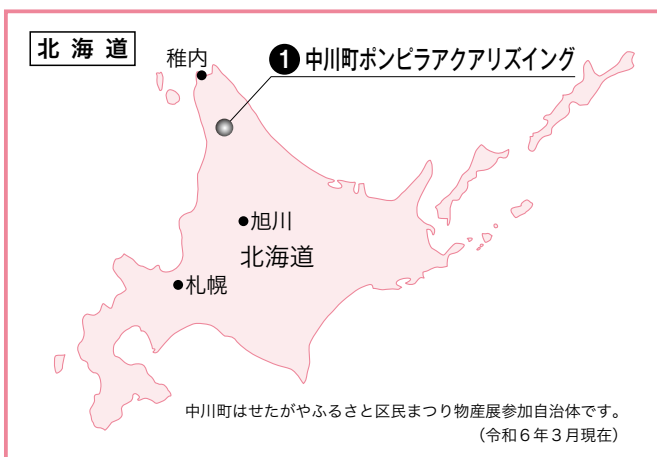 北海道
稚内
❶中川町ポンピラアクアリズイング
旭川
北海道
札幌
中川町はせたがやふるさと区民まつり物産展参加自治体です。
（令和６年３月現在）